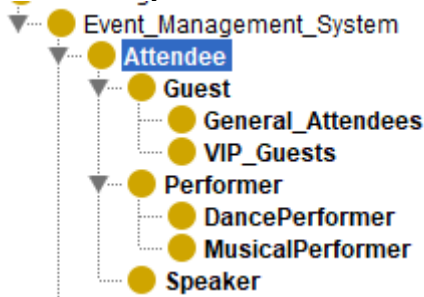 Event_Management_System
Attendee
Guest
General_Attendees
VIP_Guests
Performer
DancePerformer
MusicalPerformer
Speaker